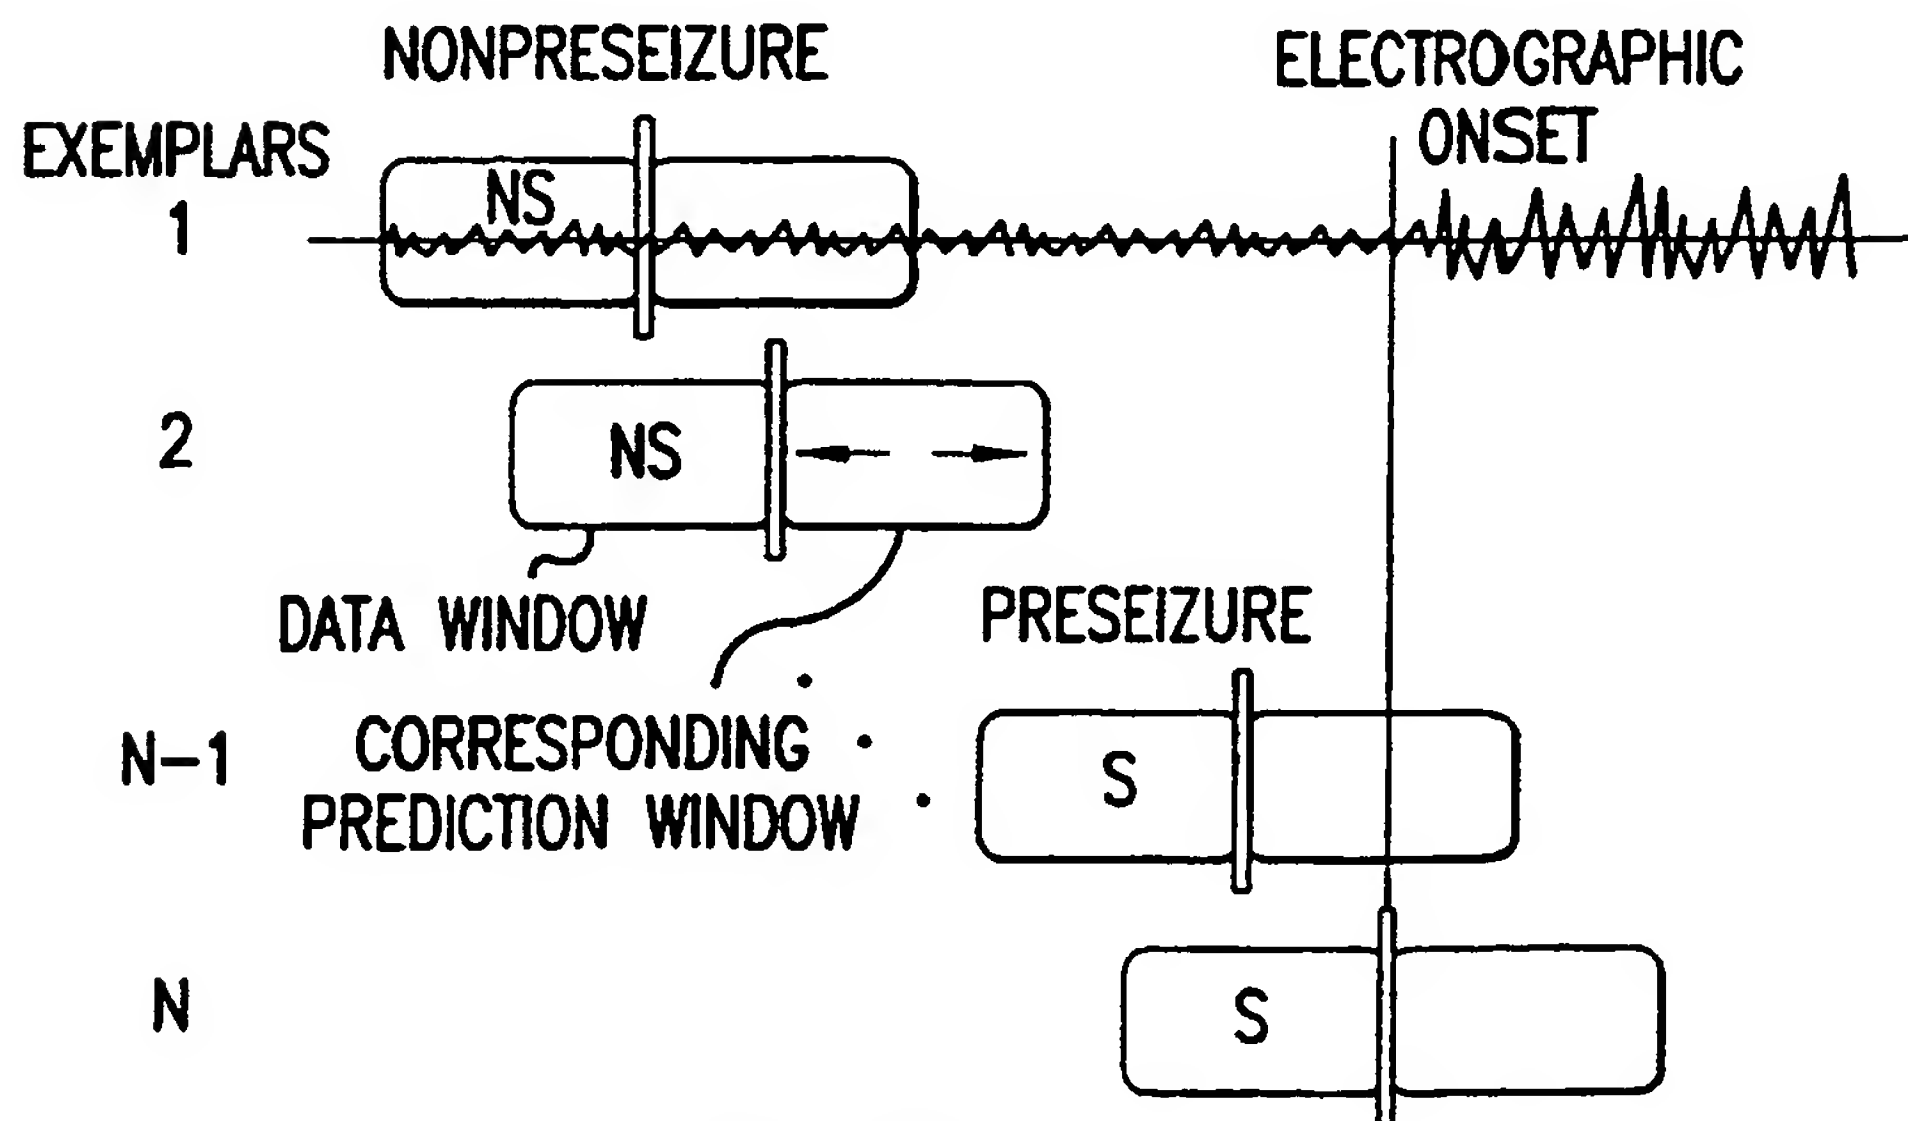 NONPRESEIZURE
ELECTROGRAPHIC
ONSET
EXEMPLARS
1
NS
2
NS
DATA WINDOW
PRESEIZURE
N-1
CORRESPONDING
PREDICTION WINDOW
S
N
S